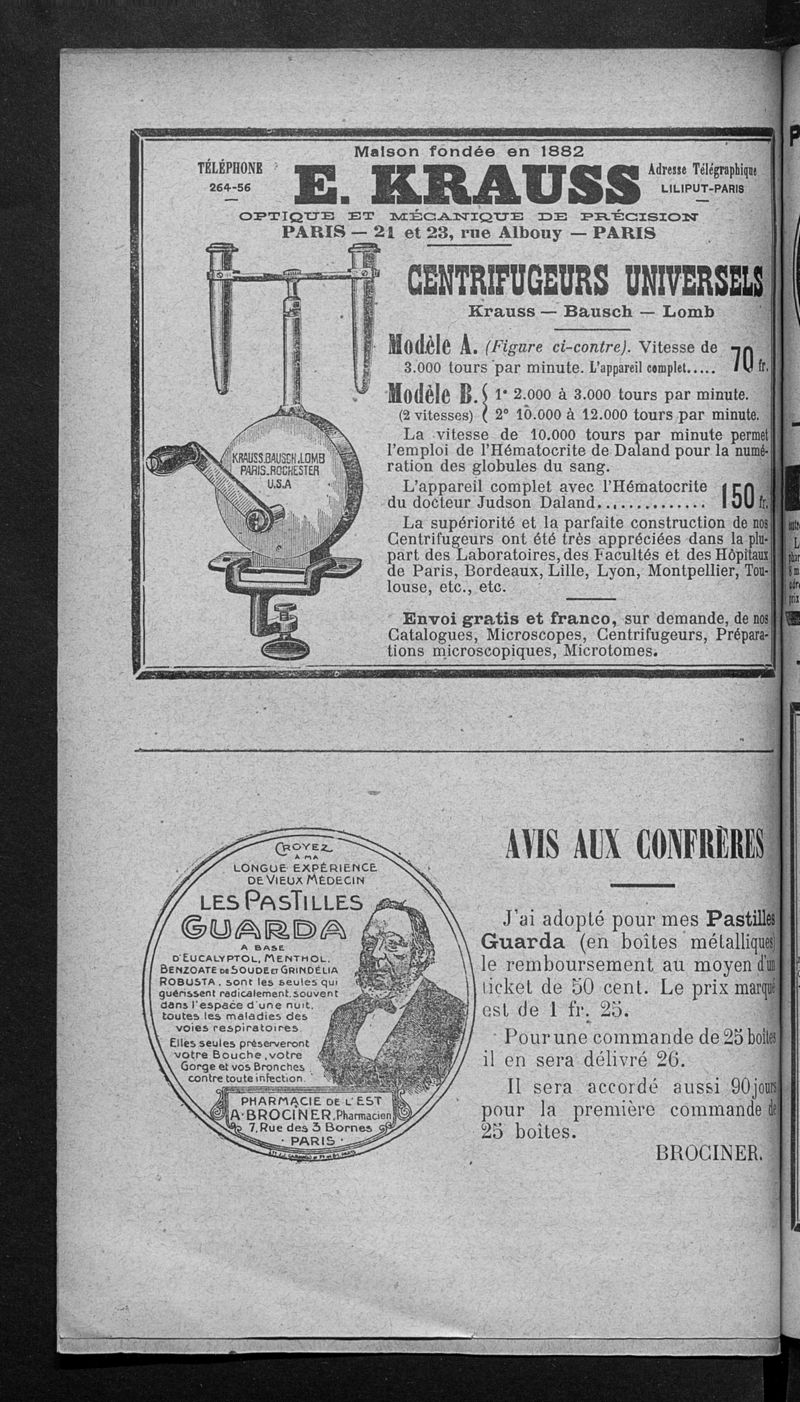 Maison fondée en 1882
TÉLÉPHONE
264-56
E. KRAUSS
Adresse Télégraphique
LILIPUT-PARIS
OPTIQUE ET MÉCANIQUE DE PRÉCISION
PARIS — 21 et 23, rue Albouy — PARIS
CENTRIFUGEURS UNIVERSELS
Krauss — Bausch — Lomb
Modèle A. (Figure ci-contre). Vitesse de
3.000 tours par minute. L'appareil complet..... 70 fr.
Modèle B. { 1° 2.000 à 3.000 tours par minute.
(2 vitesses) { 2° 10.000 à 12.000 tours par minute.
La vitesse de 10.000 tours par minute permet
l'emploi de l'Hématocrite de Daland pour la numé-
ration des globules du sang.
L'appareil complet avec l'Hématocrite
du docteur Judson Daland............... 150 fr.
La supériorité et la parfaite construction de nos
Centrifugeurs ont été très appréciées dans la plu-
part des Laboratoires, des Facultés et des Hôpitaux
de Paris, Bordeaux, Lille, Lyon, Montpellier, Tou-
louse, etc., etc.
Envoi gratis et franco, sur demande, de nos
Catalogues, Microscopes, Centrifugeurs, Prépara-
tions microscopiques, Microtomes.
KRAUSS.BAUSCH.LOMB
PARIS.ROCHESTER
U.S.A
CROYEZ
A MA
LONGUE EXPÉRIENCE
DE VIEUX MÉDECIN
LES PASTILLES
GUARDA
A BASE
D'EUCALYPTOL, MENTHOL,
BENZOATE DE SOUDE ET GRINDÉLIA
ROBUSTA, sont les seules qui
guérissent radicalement, souvent
dans l'espace d'une nuit,
toutes les maladies des
voies respiratoires
Elles seules préserveront
votre Bouche, votre
Gorge et vos Bronches
contre toute infection.
PHARMACIE DE L'EST
A. BROCINER, Pharmacien
7, Rue des 3 Bornes
· PARIS ·
AVIS AUX CONFRÈRES
J'ai adopté pour mes Pastilles
Guarda (en boîtes métalliques)
le remboursement au moyen d'un
ticket de 50 cent. Le prix marqué
est de 1 fr. 25.
Pour une commande de 25 boîtes
il en sera délivré 26.
Il sera accordé aussi 90 jours
pour la première commande de
25 boîtes.
BROCINER.